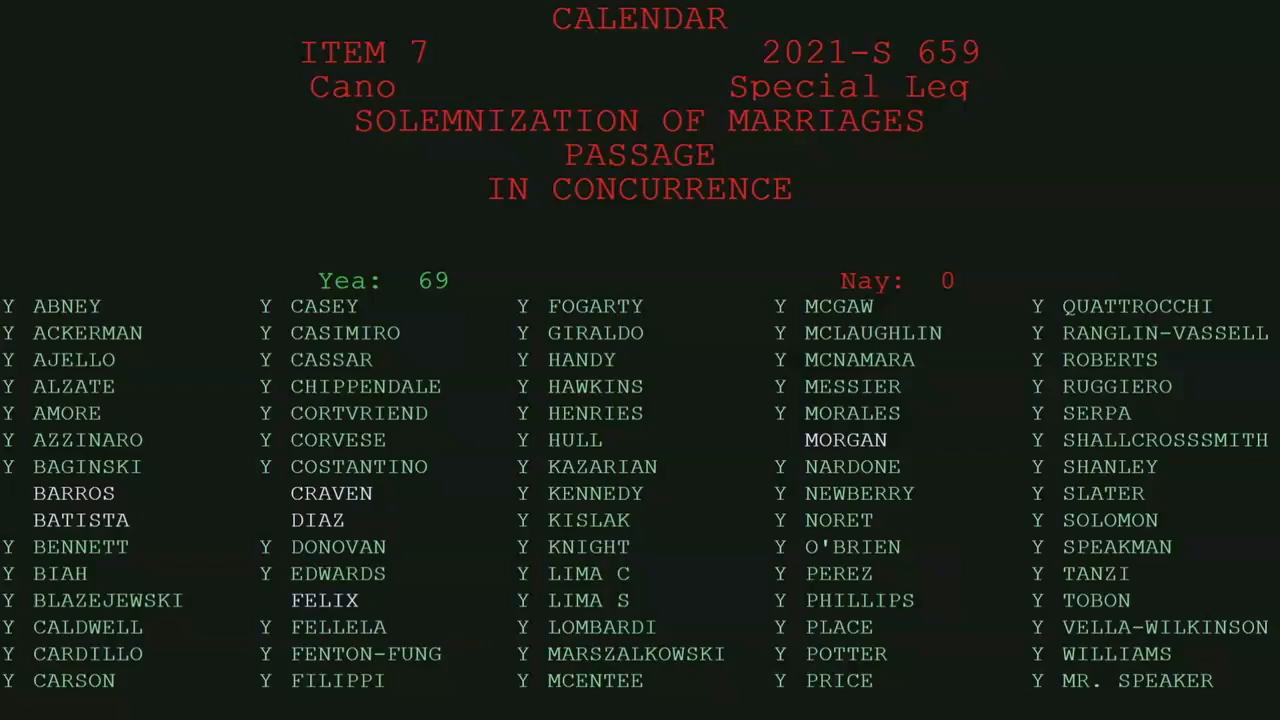 CALENDAR
ITEM 7 2021-S 659
Cano Special Leg
SOLEMNIZATION OF MARRIAGES
PASSAGE
IN CONCURRENCE
Yea: 69 Nay: 0
Y ABNEY Y CASEY Y FOGARTY Y MCGAW Y QUATTROCCHI
Y ACKERMAN Y CASIMIRO Y GIRALDO Y MCLAUGHLIN Y RANGLIN-VASSELL
Y AJELLO Y CASSAR Y HANDY Y MCNAMARA Y ROBERTS
Y ALZATE Y CHIPPENDALE Y HAWKINS Y MESSIER Y RUGGIERO
Y AMORE Y CORTVRIEND Y HENRIES Y MORALES Y SERPA
Y AZZINARO Y CORVESE Y HULL MORGAN Y SHALLCROSSSMITH
Y BAGINSKI Y COSTANTINO Y KAZARIAN Y NARDONE Y SHANLEY
BARROS CRAVEN Y KENNEDY Y NEWBERRY Y SLATER
BATISTA DIAZ Y KISLAK Y NORET Y SOLOMON
Y BENNETT Y DONOVAN Y KNIGHT Y O'BRIEN Y SPEAKMAN
Y BIAH Y EDWARDS Y LIMA C Y PEREZ Y TANZI
Y BLAZEJEWSKI FELIX Y LIMA S Y PHILLIPS Y TOBON
Y CALDWELL Y FELLELA Y LOMBARDI Y PLACE Y VELLA-WILKINSON
Y CARDILLO Y FENTON-FUNG Y MARSZALKOWSKI Y POTTER Y WILLIAMS
Y CARSON Y FILIPPI Y MCENTEE Y PRICE Y MR. SPEAKER